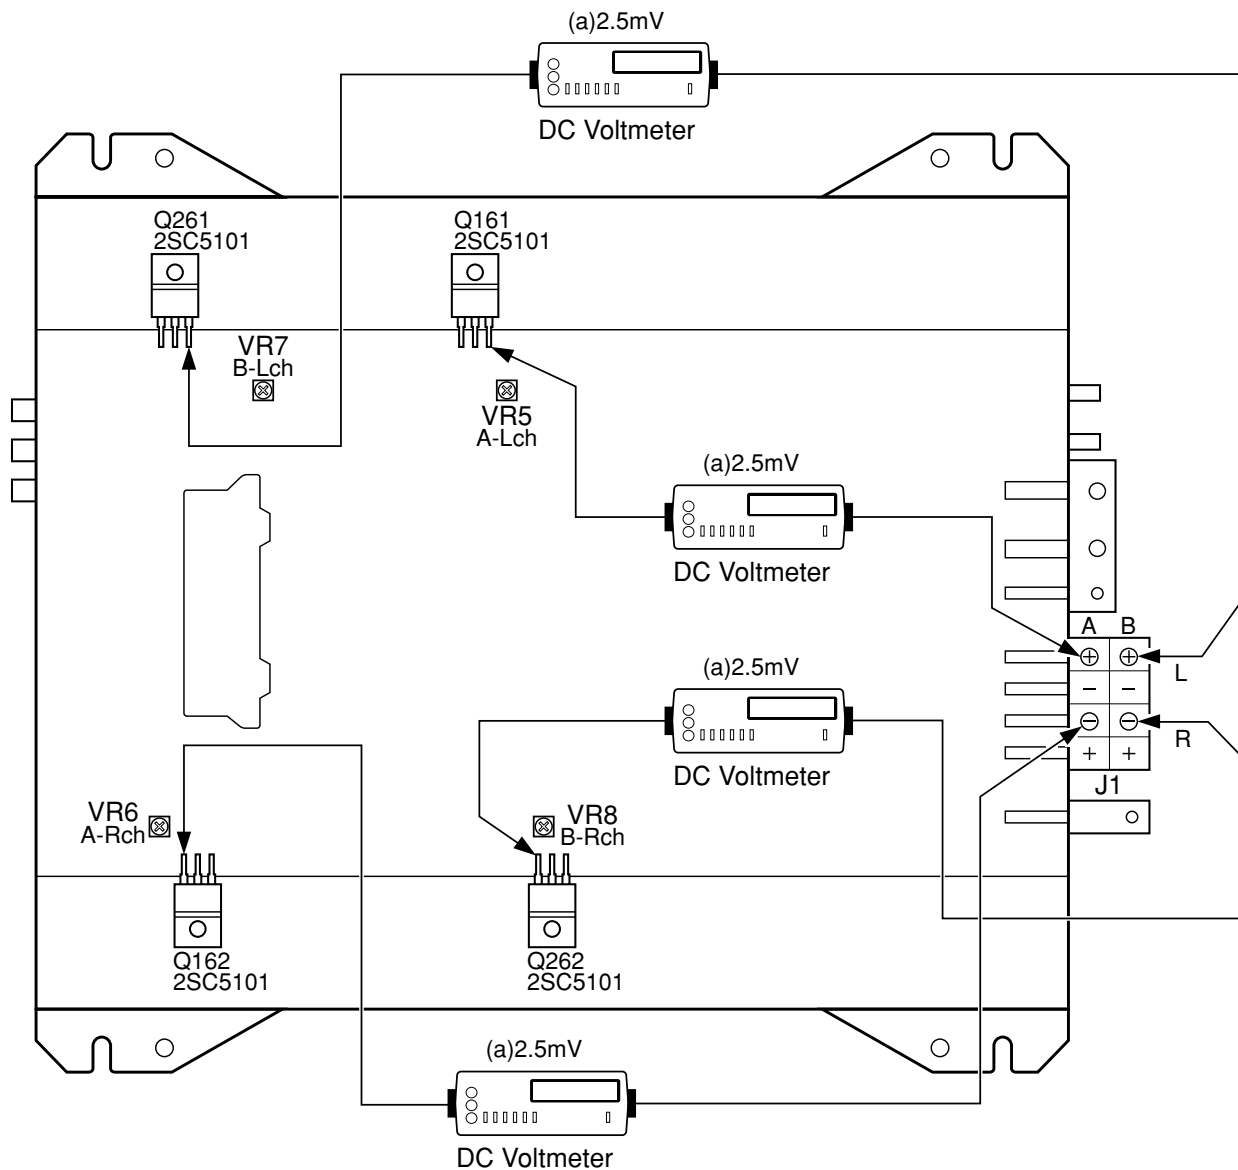 (a)2.5mV
DC Voltmeter
Q261
2SC5101
Q161
2SC5101
VR7
B-Lch
VR5
A-Lch
(a)2.5mV
DC Voltmeter
A B
+ +
L
− −
− −
R
+ +
J1
(a)2.5mV
DC Voltmeter
VR6
A-Rch
VR8
B-Rch
Q162
2SC5101
Q262
2SC5101
(a)2.5mV
DC Voltmeter